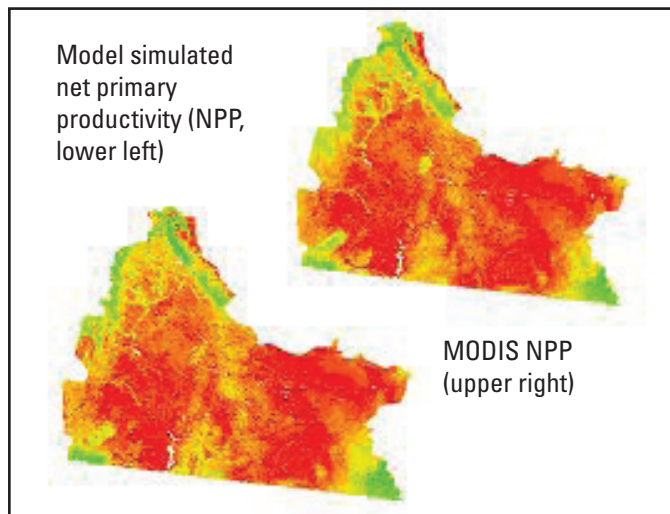 Model simulated
net primary
productivity (NPP,
lower left)
MODIS NPP
(upper right)